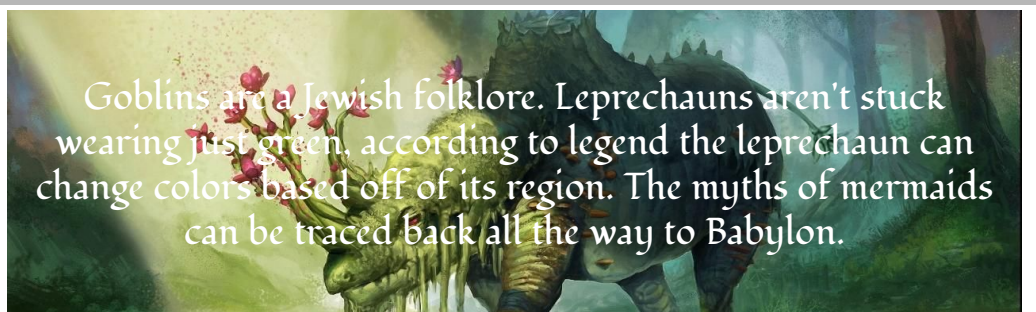 Goblins are a Jewish folklore. Leprechauns aren't stuck
wearing just green, according to legend the leprechaun can
change colors based off of its region. The myths of mermaids
can be traced back all the way to Babylon.